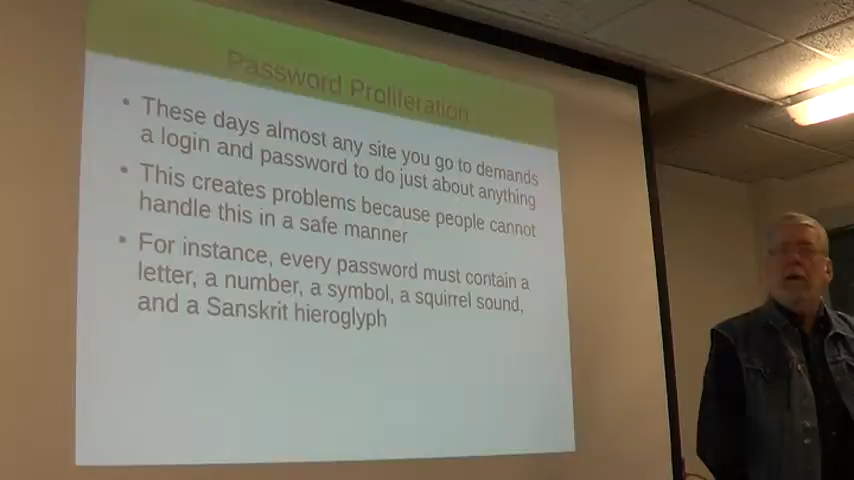 Password Proliferation
• These days almost any site you go to demands
a login and password to do just about anything
• This creates problems because people cannot
handle this in a safe manner
• For instance, every password must contain a
letter, a number, a symbol, a squirrel sound,
and a Sanskrit hieroglyph